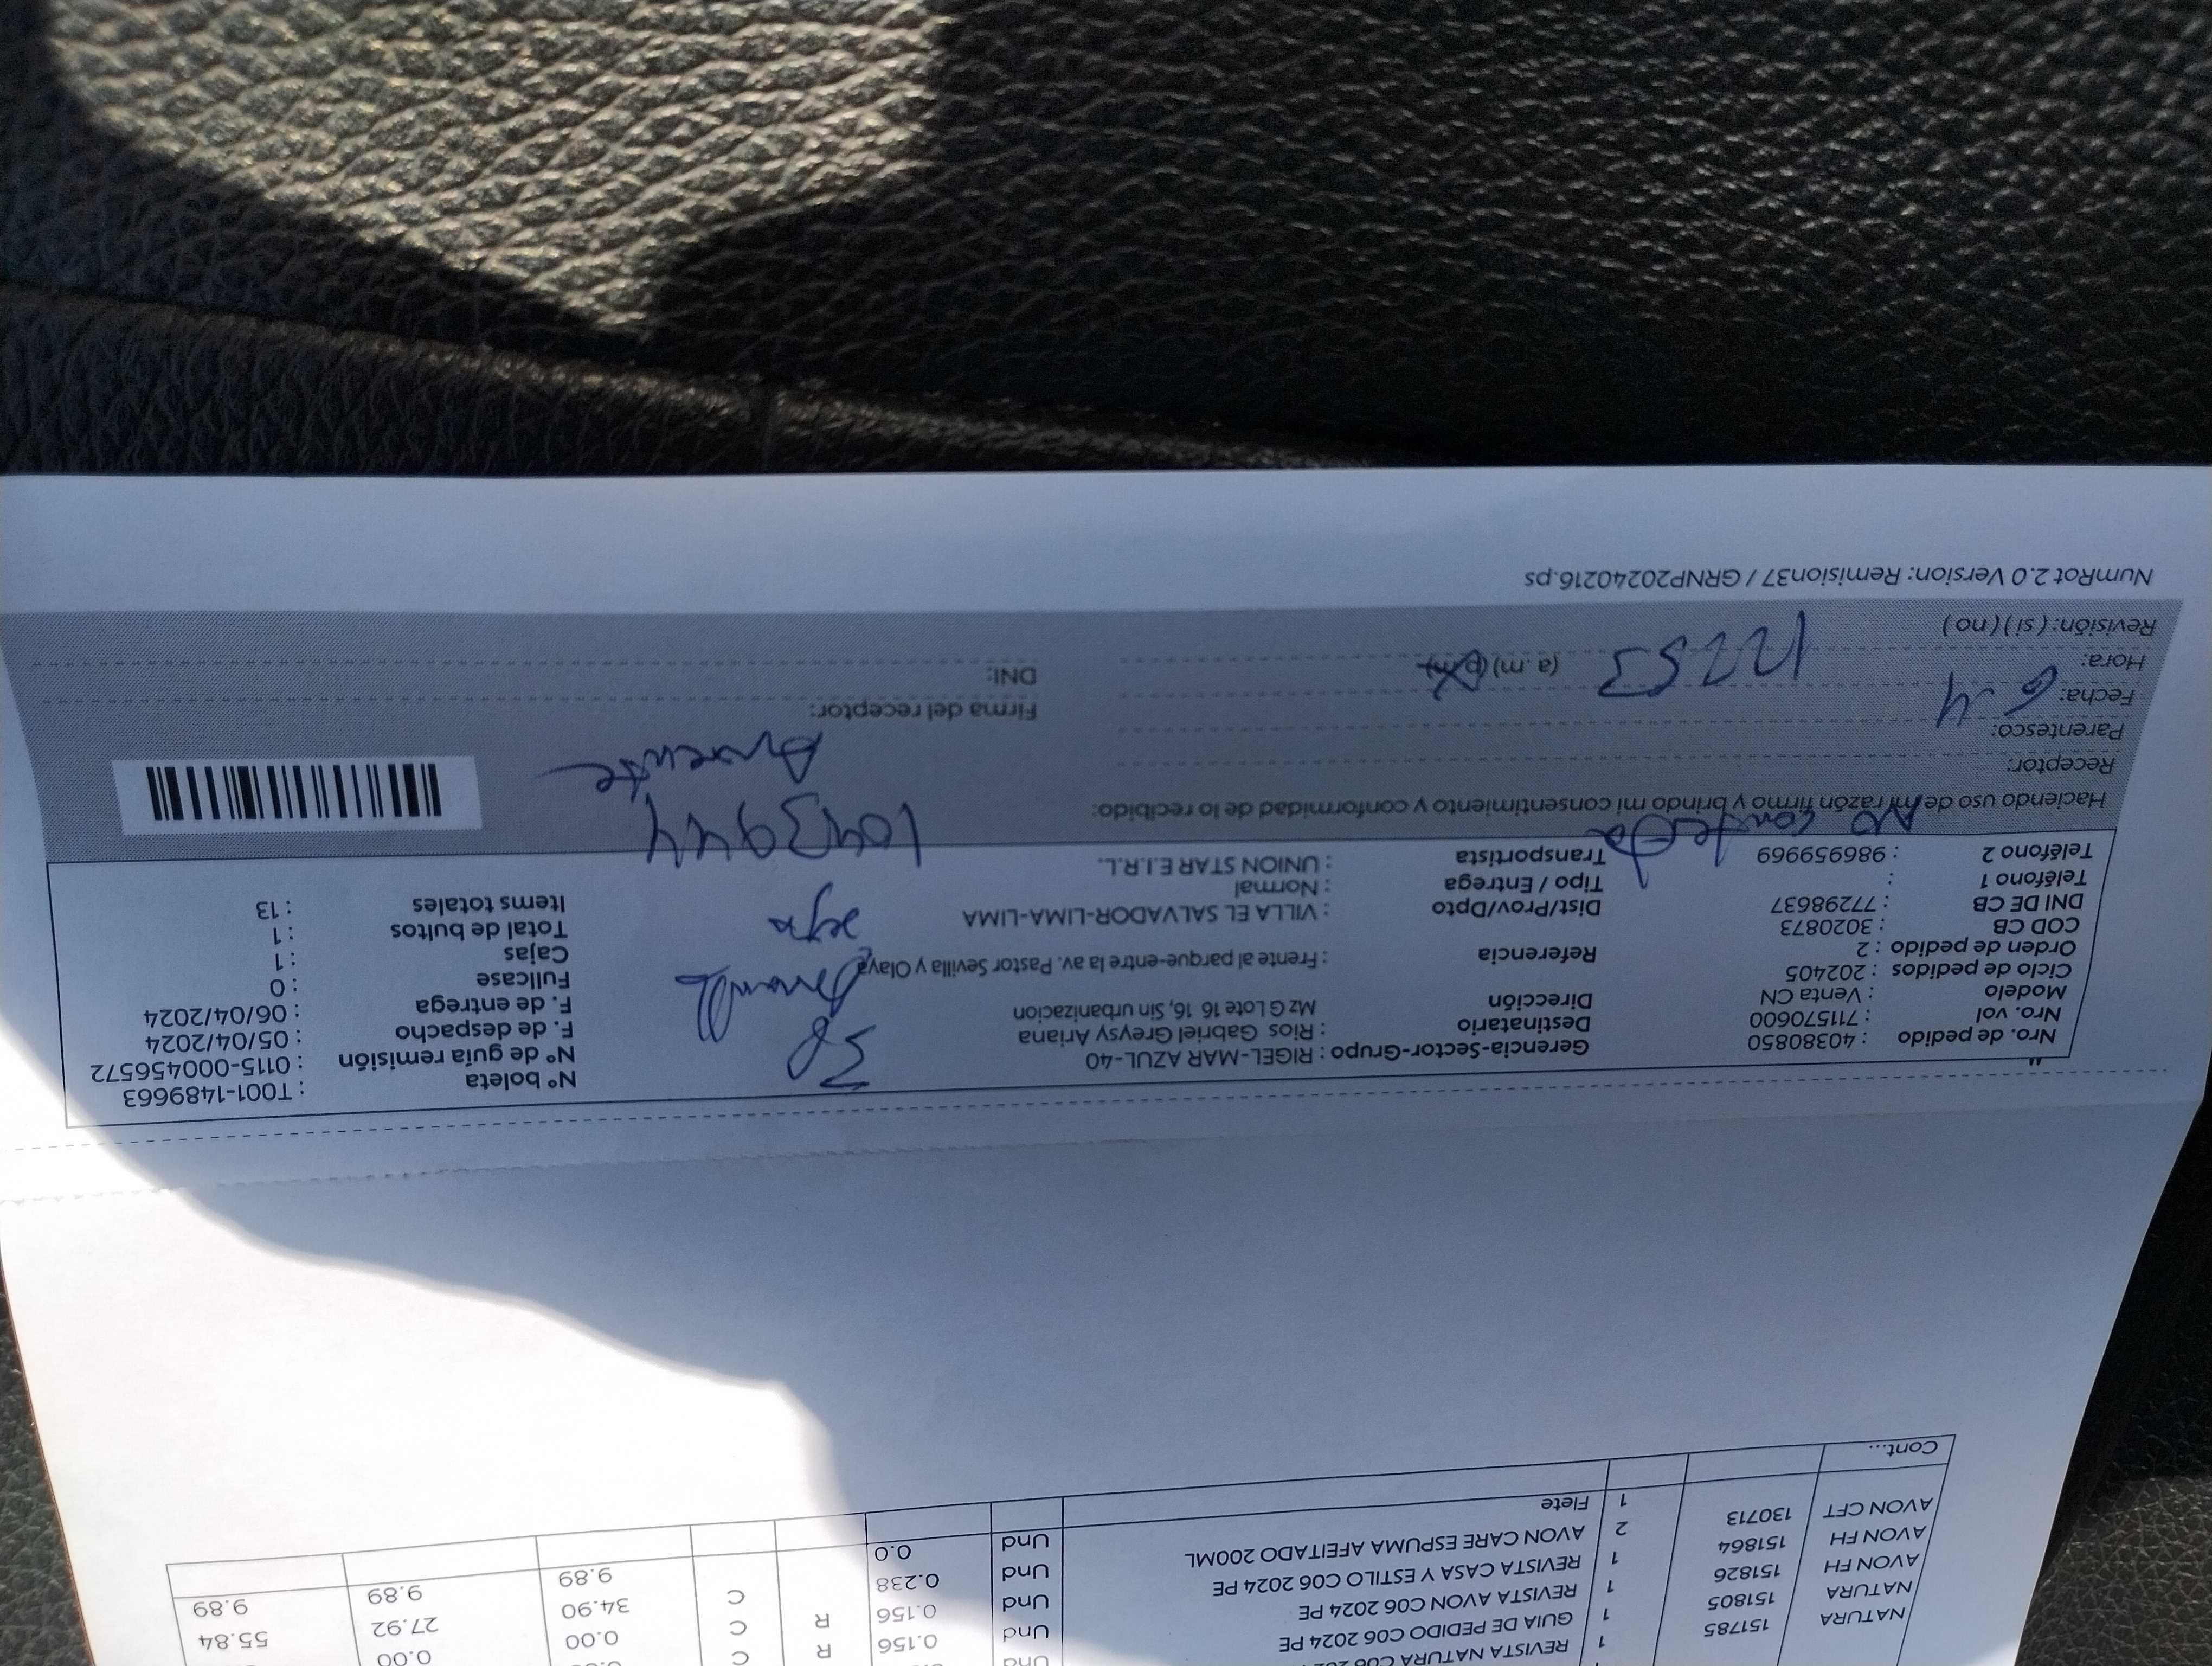 REVISTA NATURA C06
NATURA 151785 1 GUIA DE PEDIDO C06 2024 PE Und 0.156 R C 0.00 0.00
NATURA 151805 1 REVISTA AVON C06 2024 PE Und 0.156 R C
AVON FH 151826 1 REVISTA CASA Y ESTILO C06 2024 PE Und 0.238
AVON FH 151864 2 AVON CARE ESPUMA AFEITADO 200ML Und 0.0 C 34.90 27.92 55.84
AVON CFT 130713 1 Flete C 9.89 9.89 9.89
Cont...
Nro. de pedido : 40380850
Nro. vol : 711570600
Modelo : Venta CN
Ciclo de pedidos : 202405
Orden de pedido : 2
COD CB : 3020873
DNI DE CB : 77298637
Teléfono 1 :
Teléfono 2 : 986959969
Gerencia-Sector-Grupo : RIGEL-MAR AZUL-40
Destinatario : Rios Gabriel Greysy Ariana
Dirección Mz G Lote 16 16, Sin urbanizacion
Referencia : Frente al parque-entre la av. Pastor Sevilla y Olaya
Dist/Prov/Dpto : VILLA EL SALVADOR-LIMA-LIMA
Tipo / Entrega : Normal
Transportista : UNION STAR E.I.R.L.
Nº boleta : T001-1489663
Nº de guía remisión : 0115-000456572
F. de despacho : 05/04/2024
F. de entrega : 06/04/2024
Fullcase : 0
Cajas : 1
Total de bultos : 1
Items totales : 13
No contesta
1043944
Ausente
Haciendo uso de mi razón firmo y brindo mi consentimiento y conformidad de lo recibido:
Receptor:
Parentesco:
Fecha: 6 4
Hora: 12:53 (a.m) (p.m)
Revisión: (si) (no)
Firma del receptor:
DNI:
NumRot 2.0 Version: Remision37 / GRNP20240216.ps